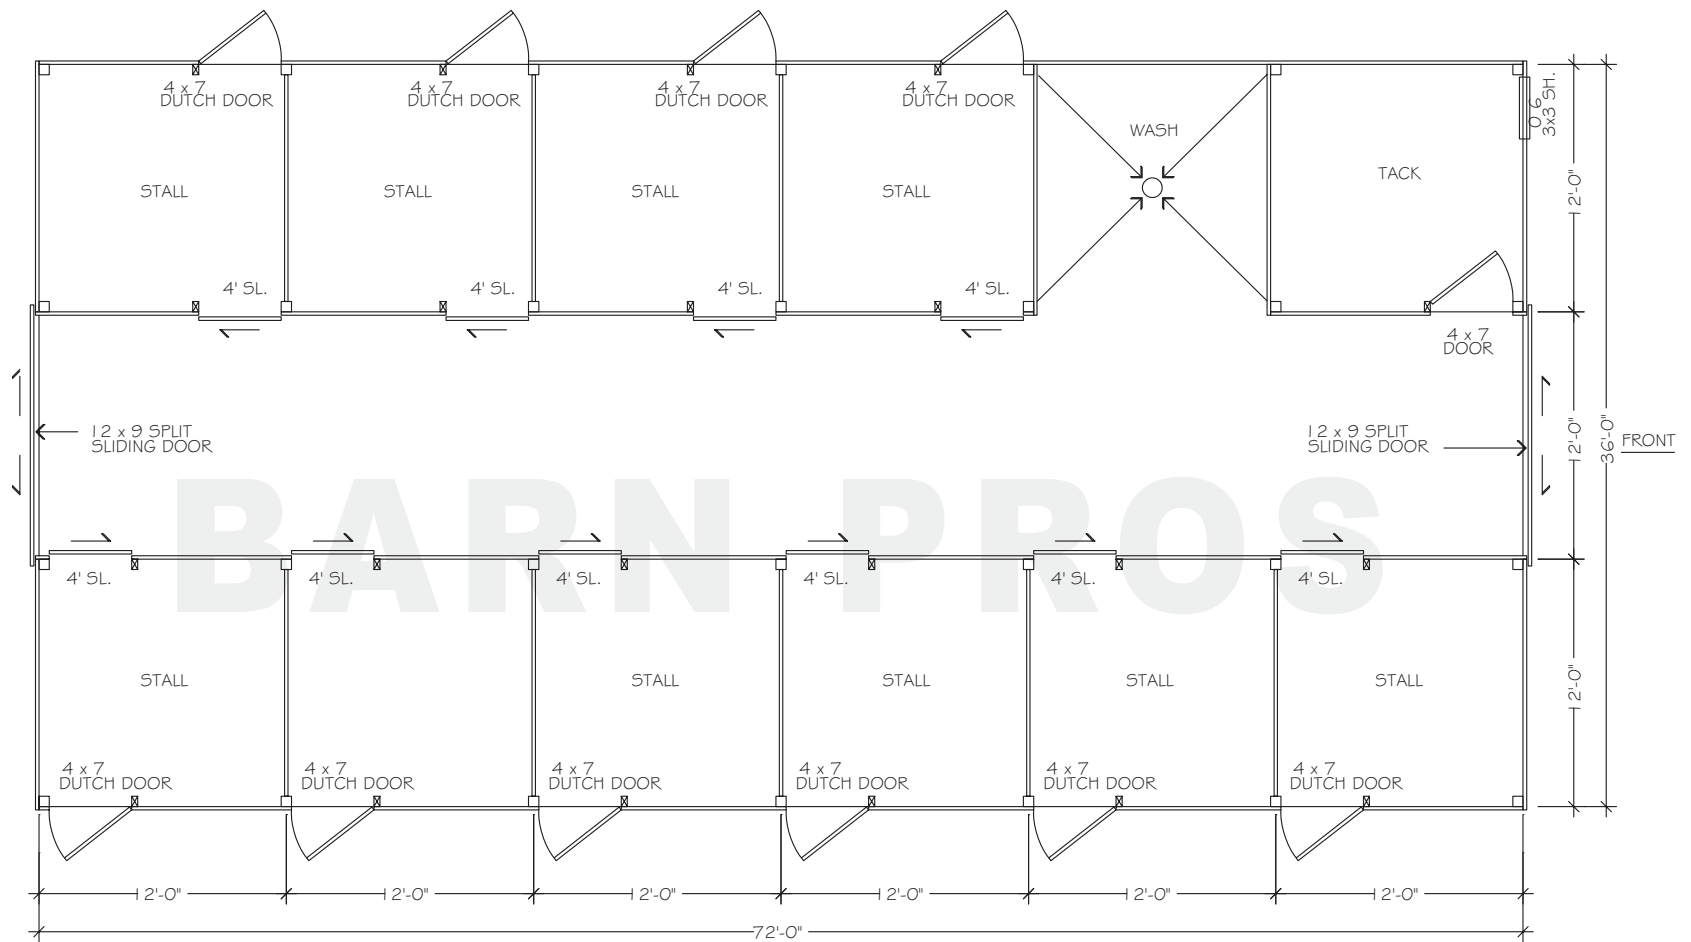 4 x 7
DUTCH DOOR
4 x 7
DUTCH DOOR
4 x 7
DUTCH DOOR
4 x 7
DUTCH DOOR
06
3x3 SH.
WASH
TACK
STALL
STALL
STALL
STALL
12'-0"
4' SL.
4' SL.
4' SL.
4' SL.
4 x 7
DOOR
12 x 9 SPLIT
SLIDING DOOR
12 x 9 SPLIT
SLIDING DOOR
12'-0"
36'-0"
FRONT
BARN PROS
4' SL.
4' SL.
4' SL.
4' SL.
4' SL.
4' SL.
STALL
STALL
STALL
STALL
STALL
12'-0"
4 x 7
DUTCH DOOR
4 x 7
DUTCH DOOR
4 x 7
DUTCH DOOR
4 x 7
DUTCH DOOR
4 x 7
DUTCH DOOR
4 x 7
DUTCH DOOR
12'-0"
12'-0"
12'-0"
12'-0"
12'-0"
12'-0"
72'-0"